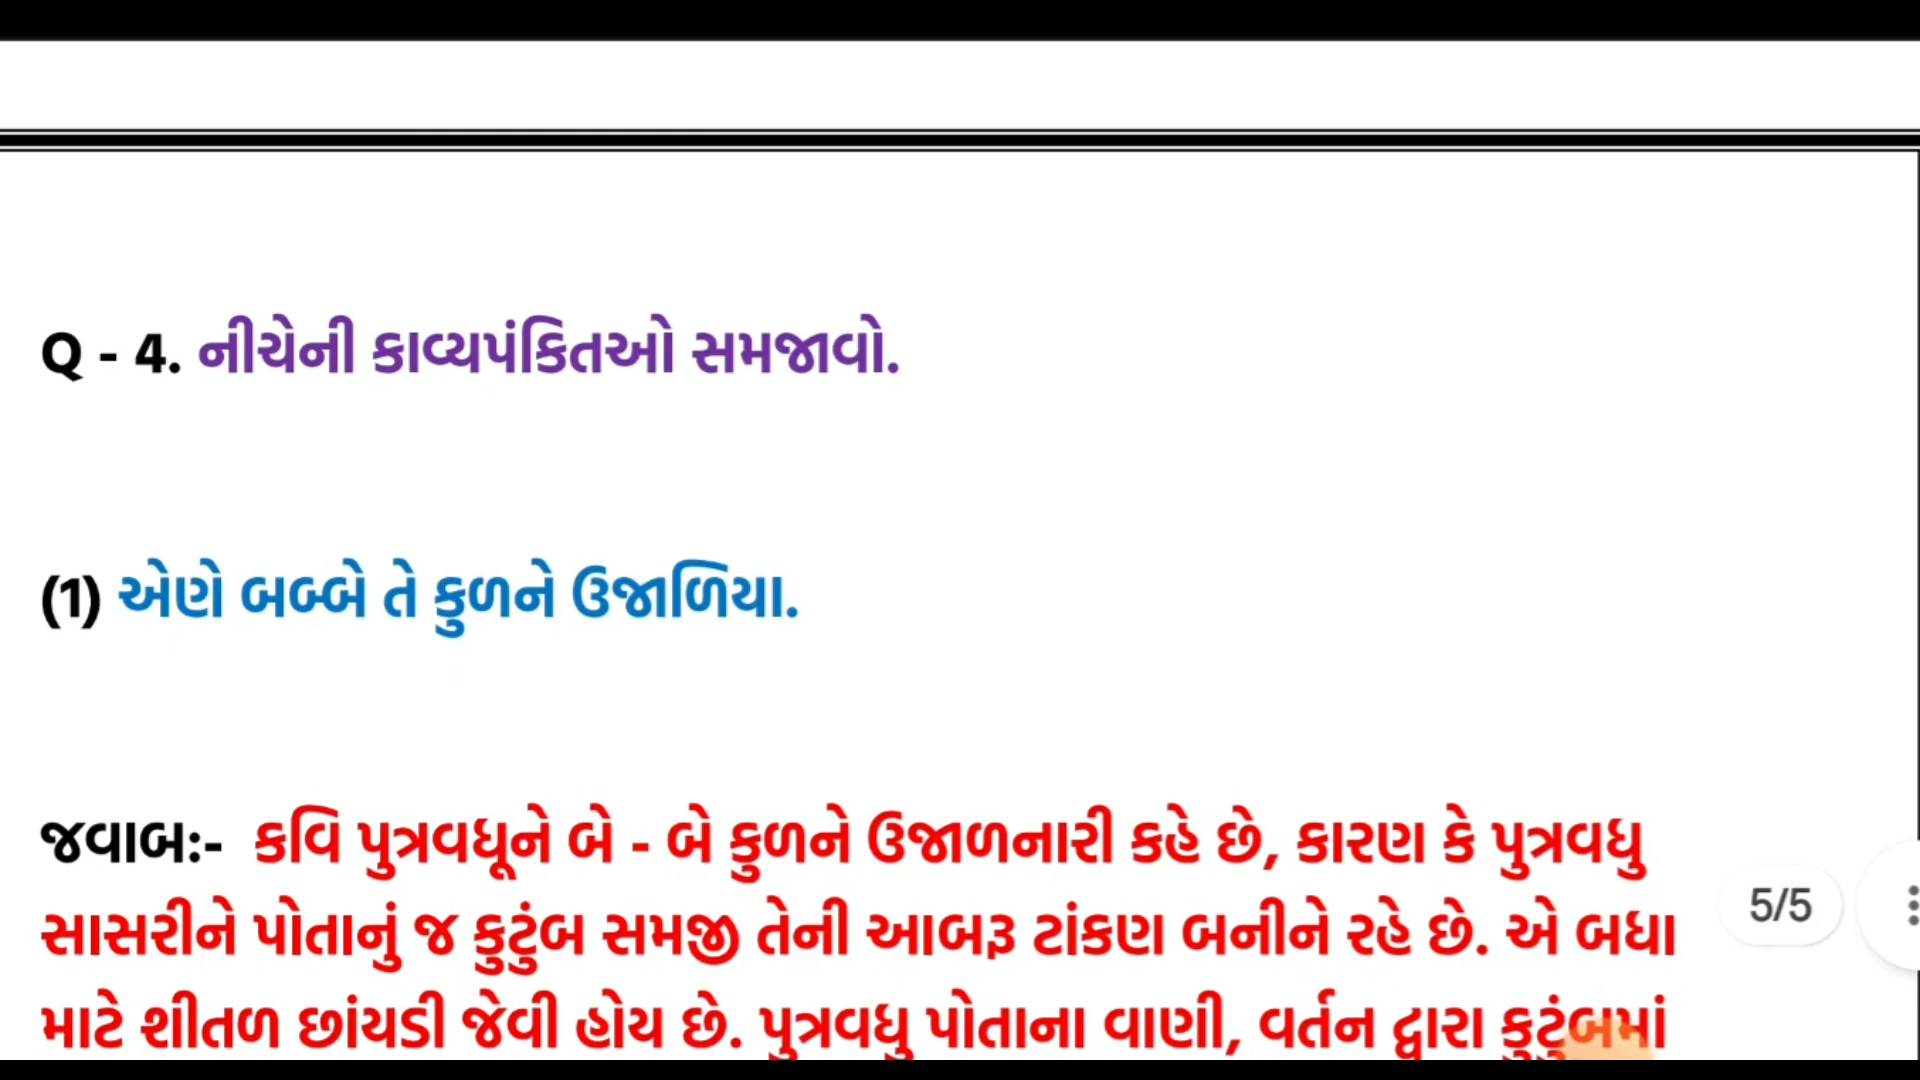 Q - 4. નીચેની કાવ્યપંકિતઓ સમજાવો.
(1) એણે બબ્બે તે કુળને ઉજાળિયા.
જવાબ:- કવિ પુત્રવધૂને બે - બે કુળને ઉજાળનારી કહે છે, કારણ કે પુત્રવધુ
સાસરીને પોતાનું જ કુટુંબ સમજી તેની આબરૂ ટાંકણ બનીને રહે છે. એ બધા
5/5
માટે શીતળ છાંયડી જેવી હોય છે. પુત્રવધુ પોતાના વાણી, વર્તન દ્વારા કુટુંબમાં